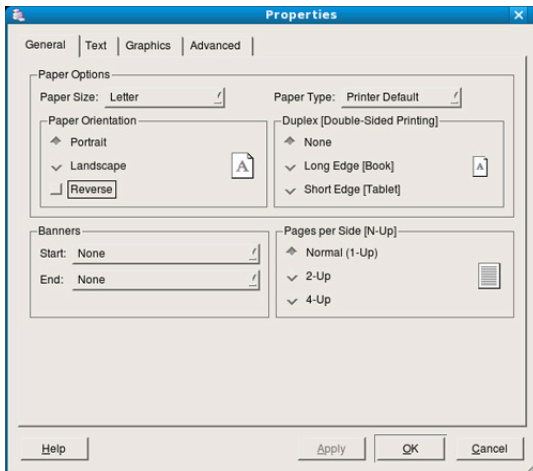 Properties
General Text Graphics Advanced
Paper Options
Paper Size: Letter Paper Type: Printer Default
Paper Orientation
Portrait
Landscape
Reverse
A
Duplex [Double-Sided Printing]
None
Long Edge [Book]
Short Edge [Tablet]
A
Banners
Start: None
End: None
Pages per Side [N-Up]
Normal (1-Up)
2-Up
4-Up
Help Apply OK Cancel